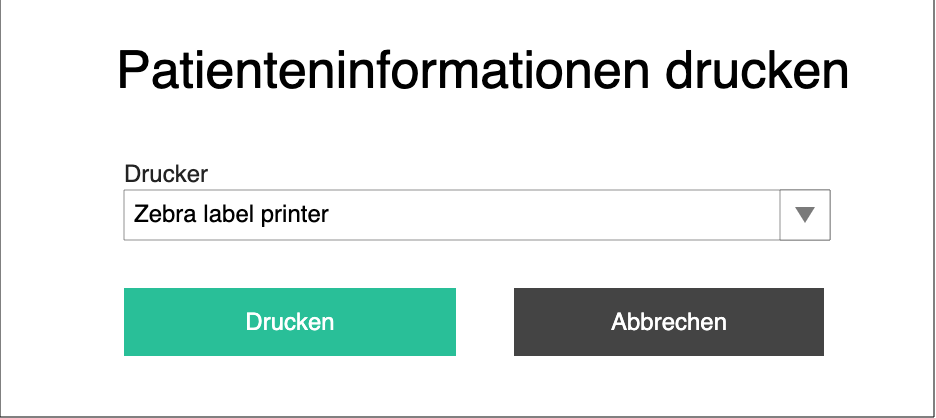 Patienteninformationen drucken
Drucker
Zebra label printer
Drucken
Abbrechen